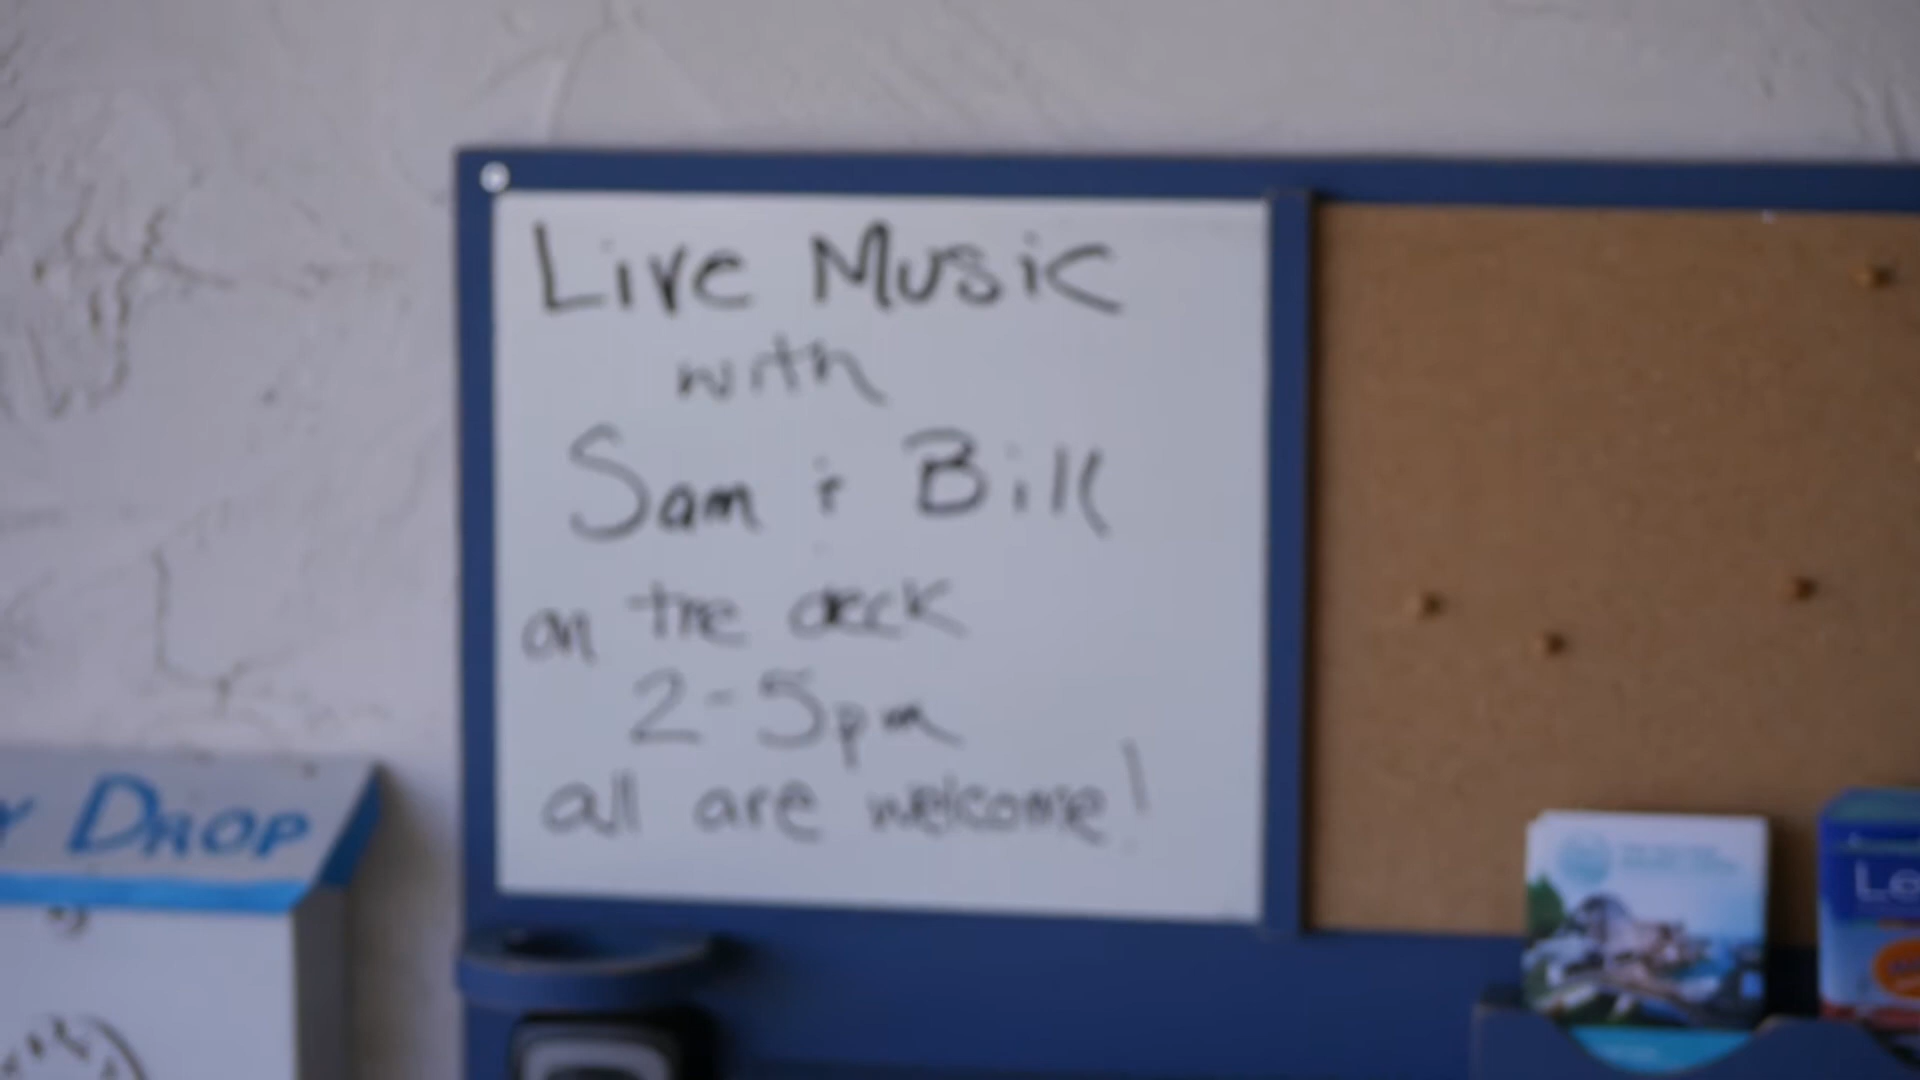 Live Music
with
Sam & Bill
on the deck
2-5pm
all are welcome!
DROP